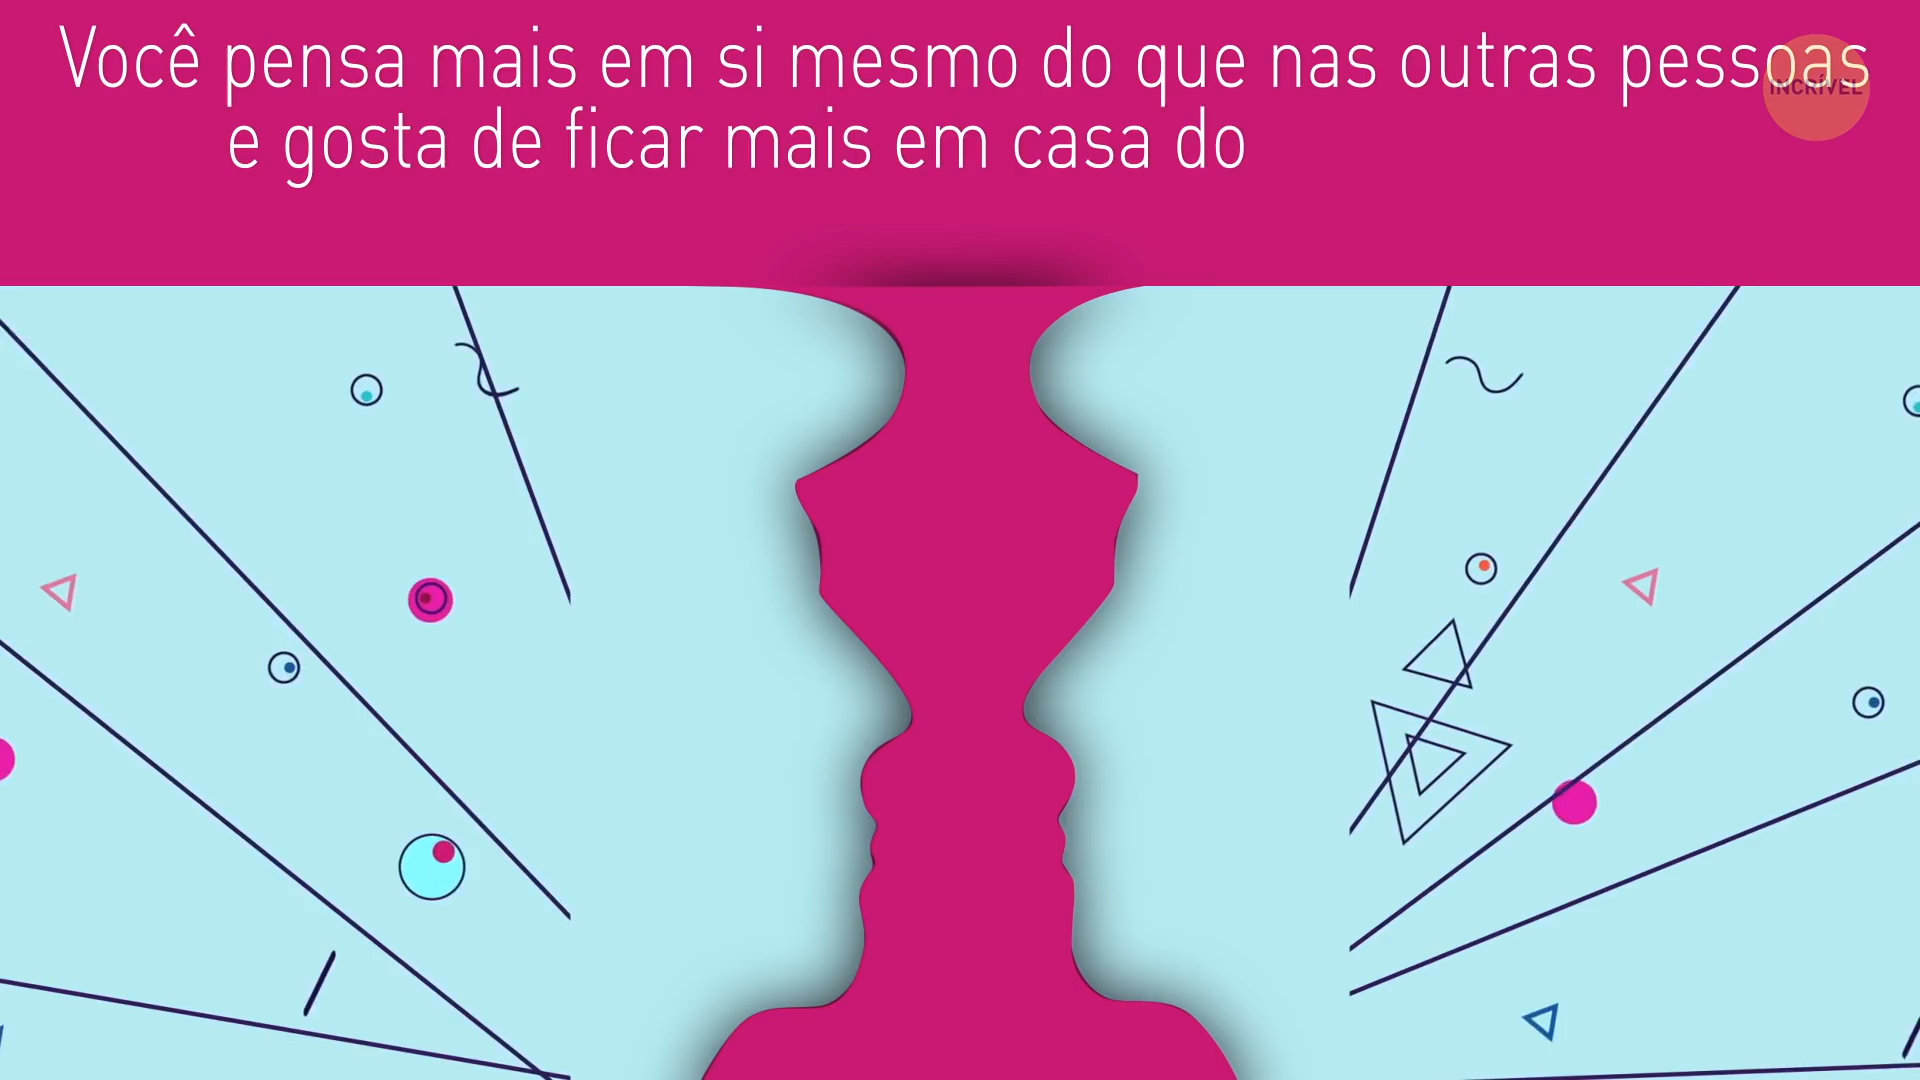 Você pensa mais em si mesmo do que nas outras pessoas
e gosta de ficar mais em casa do
INCRÍVEL